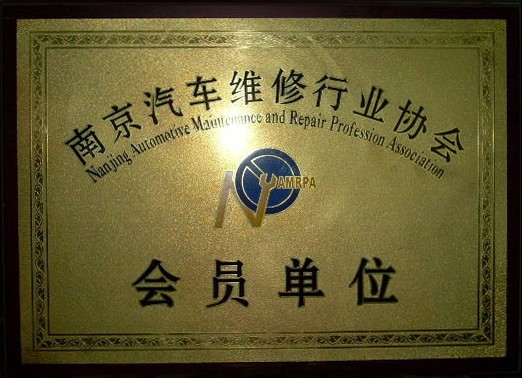 南京汽车维修行业协会
Nanjing Automotive Maintenance and Repair Profession Association
NAMRPA
会员单位